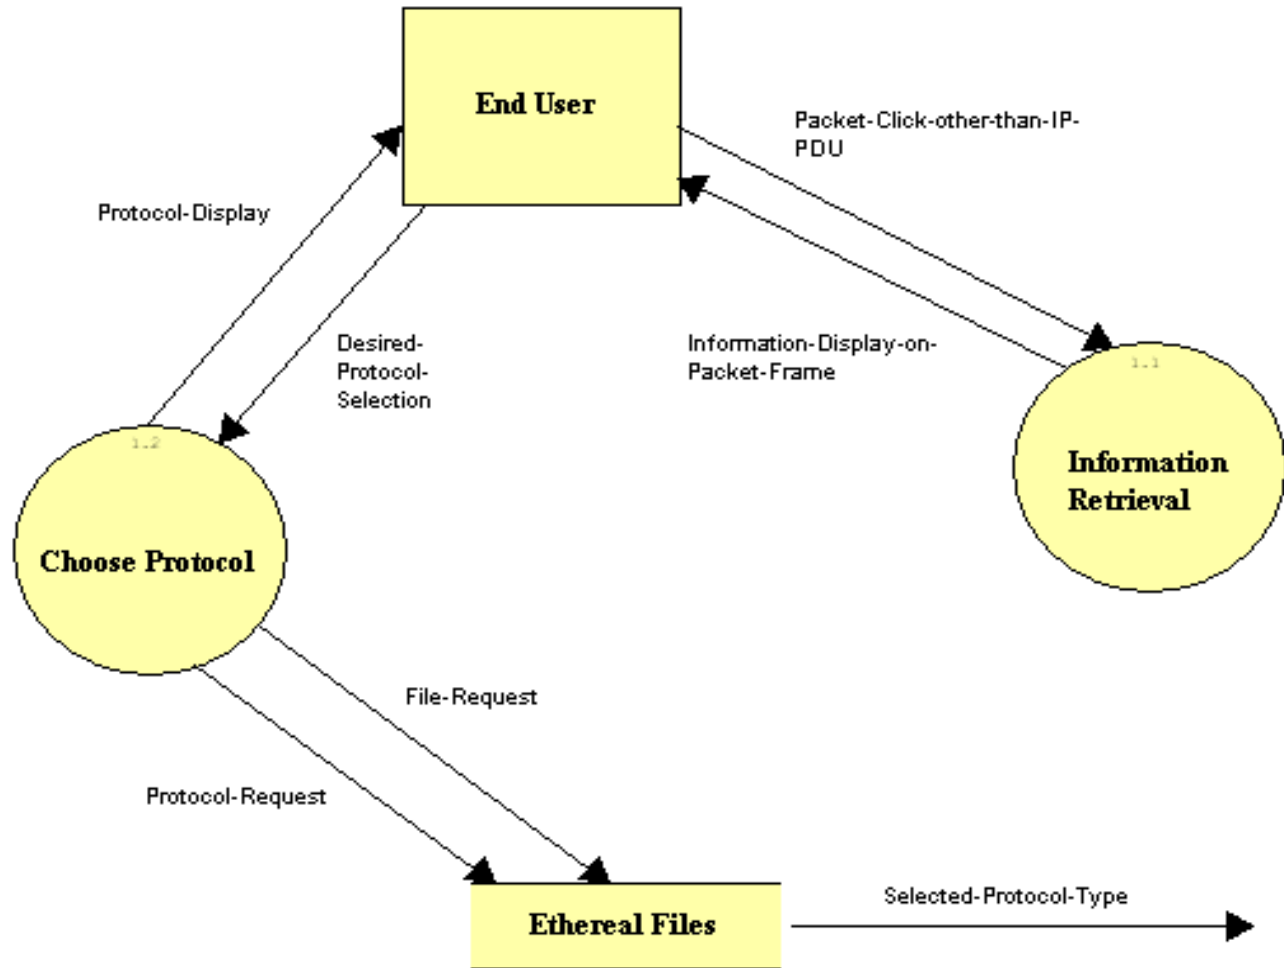 End User
Packet-Click-other-than-IP-
PDU
Protocol-Display
Desired-
Protocol-
Selection
Information-Display-on-
Packet-Frame
1.1
Information
Retrieval
1.2
Choose Protocol
File-Request
Protocol-Request
Selected-Protocol-Type
Ethereal Files